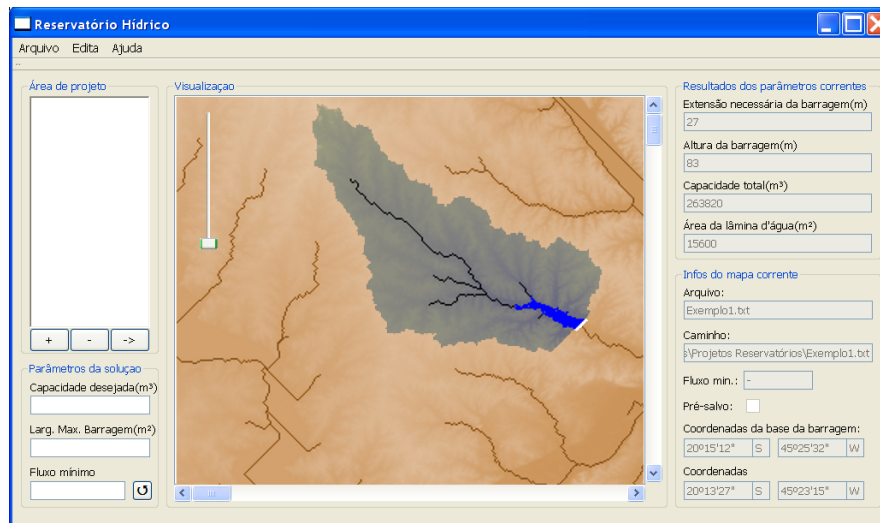 Reservatório Hídrico
Arquivo Edita Ajuda
Área de projeto
+ - ->
Parâmetros da soluçao
Capacidade desejada(m³)
Larg. Max. Barragem(m²)
Fluxo mínimo
Visualizaçao
Resultados dos parâmetros correntes
Extensão necessária da barragem(m)
27
Altura da barragem(m)
83
Capacidade total(m³)
263820
Área da lâmina d'água(m²)
15600
Infos do mapa corrente
Arquivo:
Exemplo1.txt
Caminho:
s\Projetos Reservatórios\Exemplo1.txt
Fluxo min.: -
Pré-salvo:
Coordenadas da base da barragem:
20º15'12" S 45º25'32" W
Coordenadas
20º13'27" S 45º23'15" W